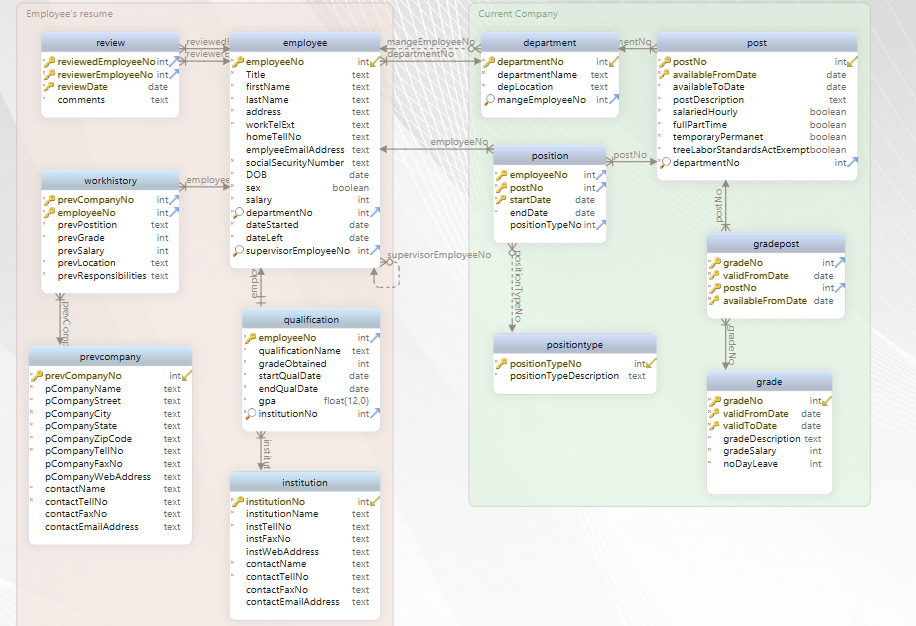 Employee's resume
Current Company
review
reviewedEmployeeNo int
reviewerEmployeeNo int
reviewDate date
comments text
reviewedE
reviewerE
employee
employeeNo int
Title text
firstName text
lastName text
address text
workTelExt text
homeTellNo text
emplyeeEmailAddress text
socialSecurityNumber text
DOB date
sex boolean
salary int
departmentNo int
dateStarted date
dateLeft date
supervisorEmployeeNo int
mangeEmployeeNo
departmentNo
department
departmentNo int
departmentName text
depLocation text
mangeEmployeeNo int
mentNo
post
postNo int
availableFromDate date
availableToDate date
postDescription text
salariedHourly boolean
fullPartTime boolean
temporaryPermanet boolean
treeLaborStandardsActExempt boolean
departmentNo int
employeeNo
position
employeeNo int
postNo int
startDate date
endDate date
positionTypeNo int
postNo
workhistory
prevCompanyNo int
employeeNo int
prevPostition text
prevGrade int
prevSalary int
prevLocation text
prevResponsibilities text
employee
supervisorEmployeeNo
postNo
positionTypeNo
gradepost
gradeNo int
validFromDate date
postNo int
availableFromDate date
prevComp
emplo
qualification
employeeNo int
qualificationName text
gradeObtained int
startQualDate date
endQualDate date
gpa float(12,0)
institutionNo int
positiontype
positionTypeNo int
positionTypeDescription text
gradeNo
prevcompany
prevCompanyNo int
pCompanyName text
pCompanyStreet text
pCompanyCity text
pCompanyState text
pCompanyZipCode text
pCompanyTellNo text
pCompanyFaxNo text
pCompanyWebAddress text
contactName text
contactTellNo text
contactFaxNo text
contactEmailAddress text
grade
gradeNo int
validFromDate date
validToDate date
gradeDescription text
gradeSalary int
noDayLeave int
institut
institution
institutionNo int
institutionName text
instTellNo text
instFaxNo text
instWebAddress text
contactName text
contactTellNo text
contactFaxNo text
contactEmailAddress text